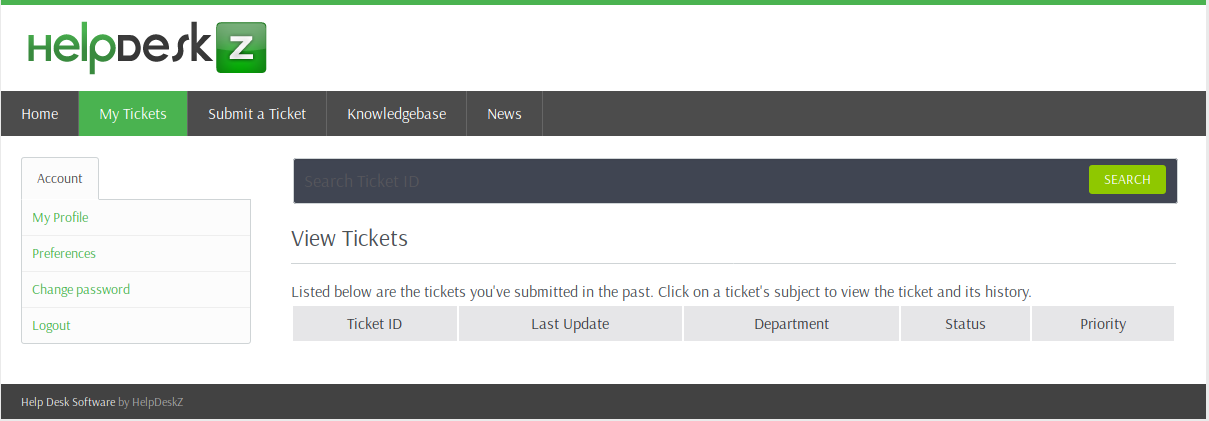 HelpDesk Z
Home My Tickets Submit a Ticket Knowledgebase News
Account
My Profile
Preferences
Change password
Logout
Search Ticket ID SEARCH
View Tickets
Listed below are the tickets you've submitted in the past. Click on a ticket's subject to view the ticket and its history.
Ticket ID Last Update Department Status Priority
Help Desk Software by HelpDeskZ